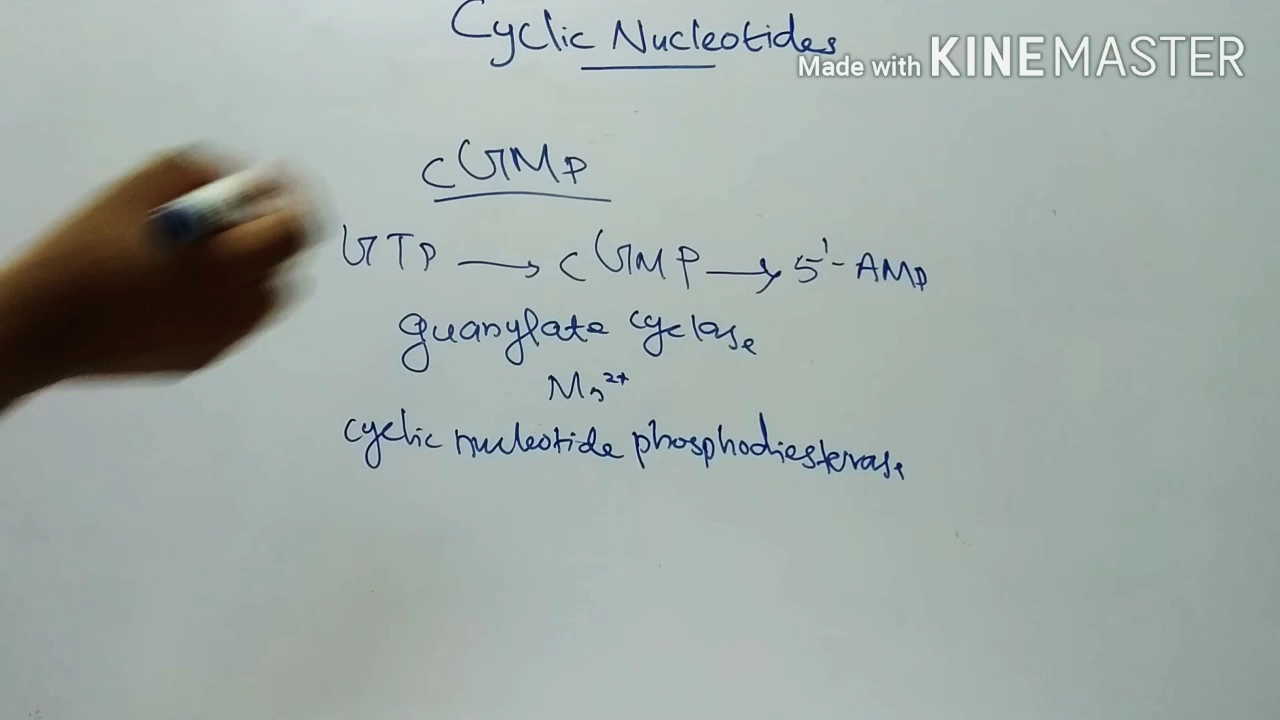 Cyclic Nucleotides
Made with KINEMASTER
cGMP
GTP → cGMP → 5'-AMP
guanylate cyclase
Mn²⁺
cyclic nucleotide phosphodiesterase